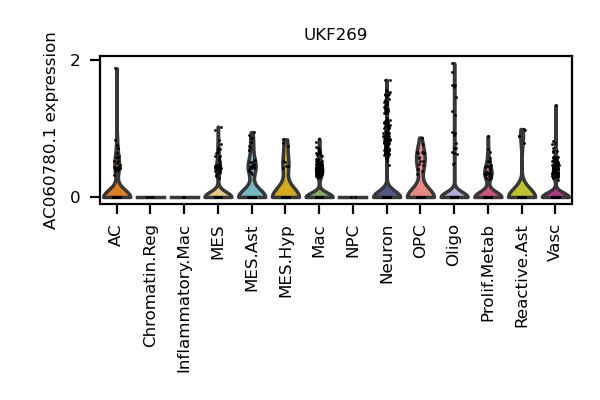 UKF269
AC060780.1 expression
2
0
AC
Chromatin.Reg
Inflammatory.Mac
MES
MES.Ast
MES.Hyp
Mac
NPC
Neuron
OPC
Oligo
Prolif.Metab
Reactive.Ast
Vasc